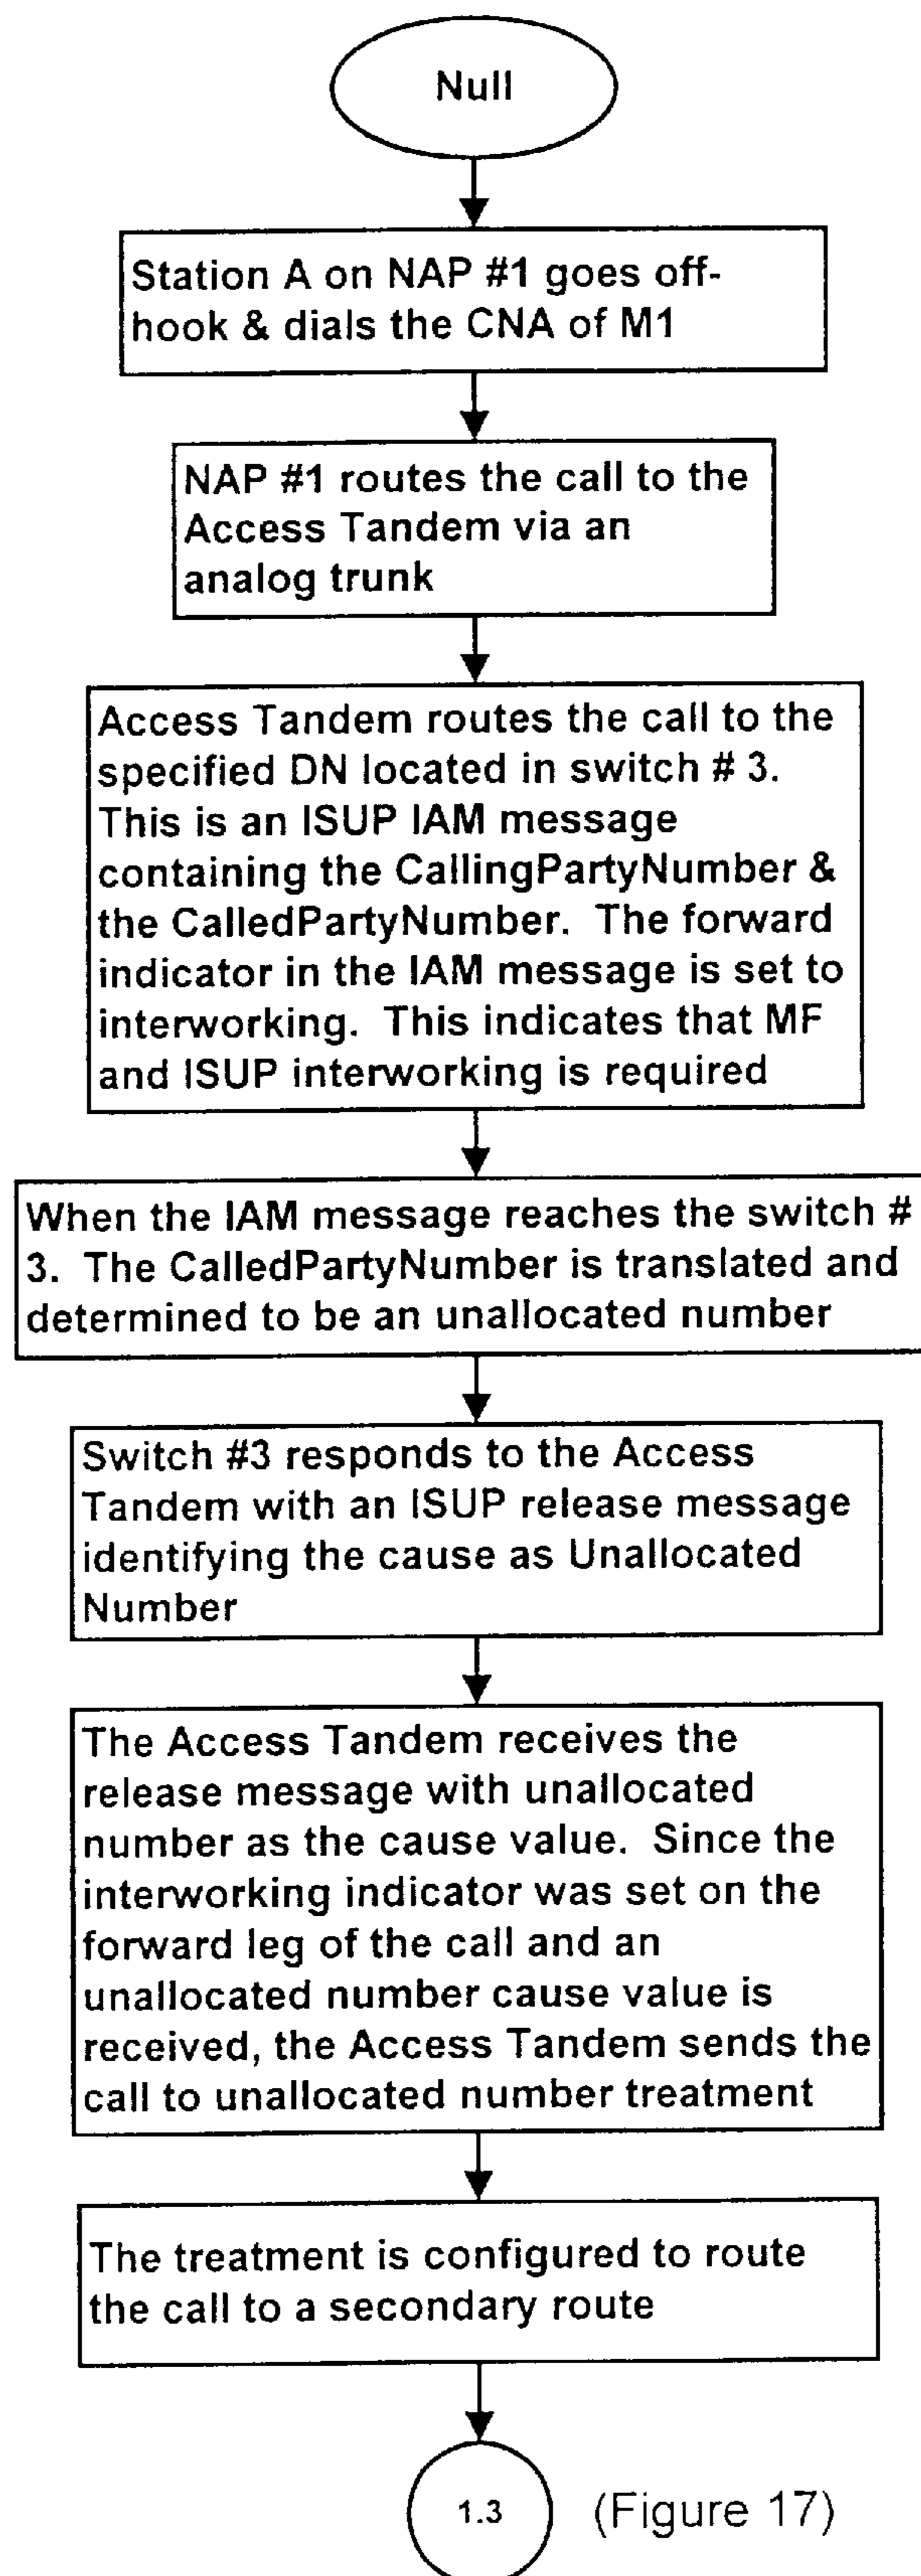 Null
Station A on NAP #1 goes off-
hook & dials the CNA of M1
NAP #1 routes the call to the
Access Tandem via an
analog trunk
Access Tandem routes the call to the
specified DN located in switch # 3.
This is an ISUP IAM message
containing the CallingPartyNumber &
the CalledPartyNumber. The forward
indicator in the IAM message is set to
interworking. This indicates that MF
and ISUP interworking is required
When the IAM message reaches the switch #
3. The CalledPartyNumber is translated and
determined to be an unallocated number
Switch #3 responds to the Access
Tandem with an ISUP release message
identifying the cause as Unallocated
Number
The Access Tandem receives the
release message with unallocated
number as the cause value. Since the
interworking indicator was set on the
forward leg of the call and an
unallocated number cause value is
received, the Access Tandem sends the
call to unallocated number treatment
The treatment is configured to route
the call to a secondary route
1.3 (Figure 17)